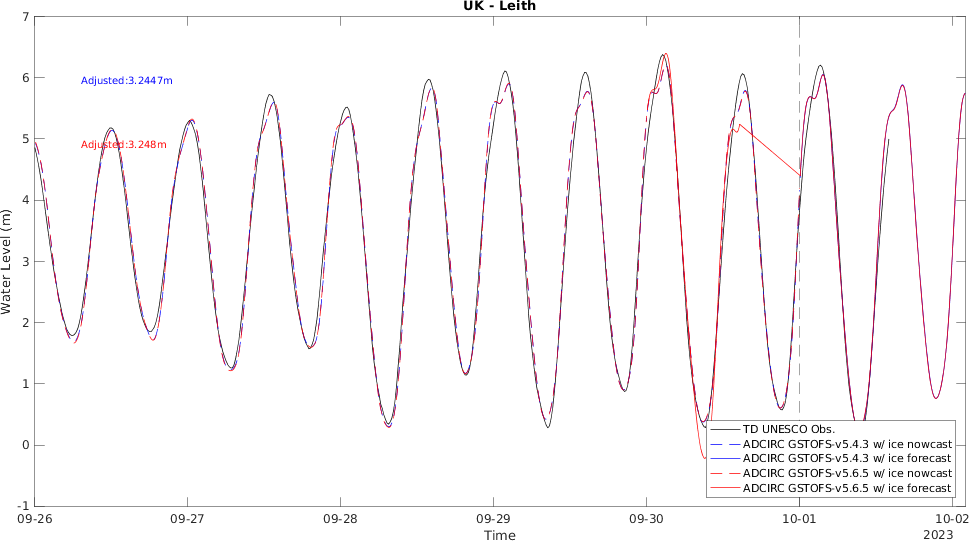 UK - Leith
7
6
5
4
3
2
1
0
-1
Water Level (m)
Adjusted:3.2447m
Adjusted:3.248m
TD UNESCO Obs.
ADCIRC GSTOFS-v5.4.3 w/ ice nowcast
ADCIRC GSTOFS-v5.4.3 w/ ice forecast
ADCIRC GSTOFS-v5.6.5 w/ ice nowcast
ADCIRC GSTOFS-v5.6.5 w/ ice forecast
09-26 09-27 09-28 09-29 09-30 10-01 10-02
Time
2023